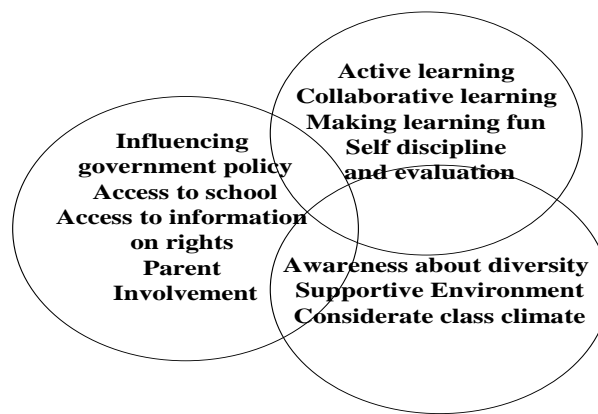 Active learning
Collaborative learning
Making learning fun
Self discipline
and evaluation
Influencing
government policy
Access to school
Access to information
on rights
Parent
Involvement
Awareness about diversity
Supportive Environment
Considerate class climate